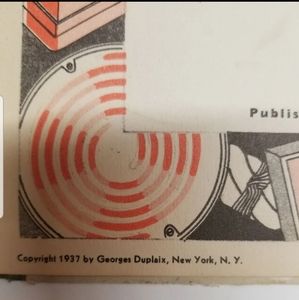 Publis
Copyright 1937 by Georges Duplaix, New York, N. Y.